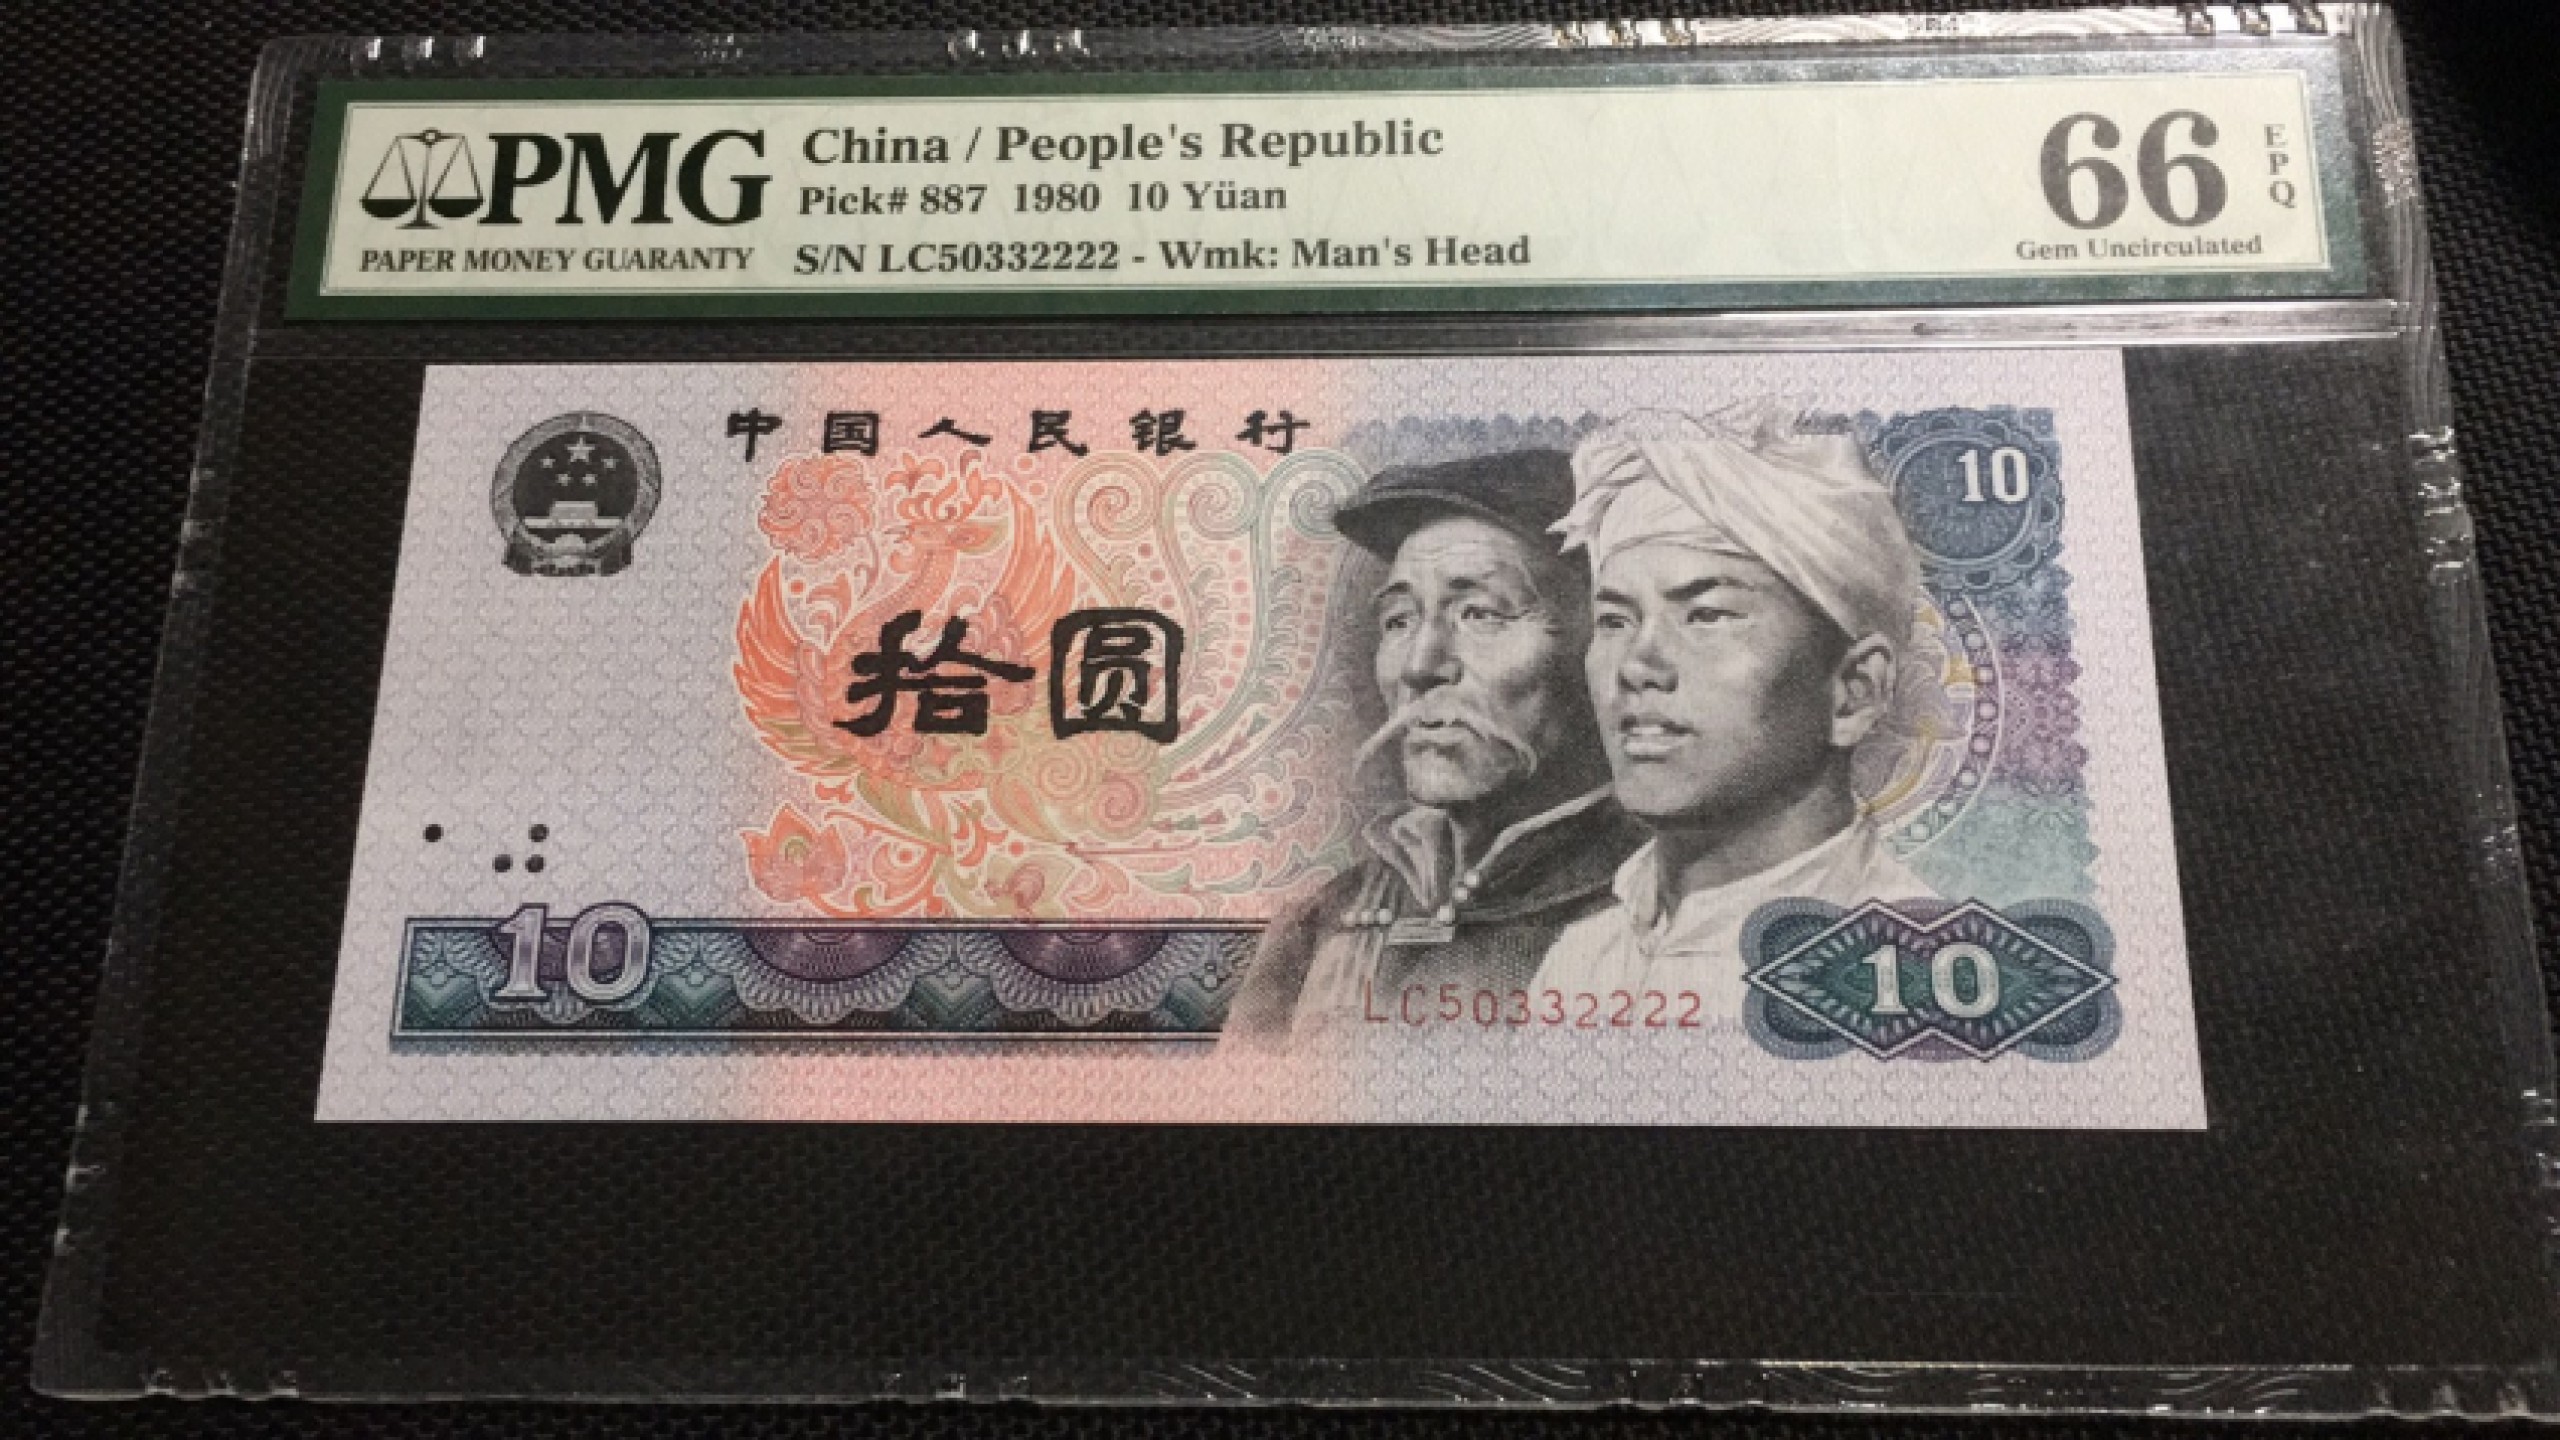 PMG
PAPER MONEY GUARANTY
China / People's Republic
Pick# 887 1980 10 Yüan
S/N LC50332222 - Wmk: Man's Head
66
EPQ
Gem Uncirculated
中国人民银行
10
拾圆
10
LC50332222
10